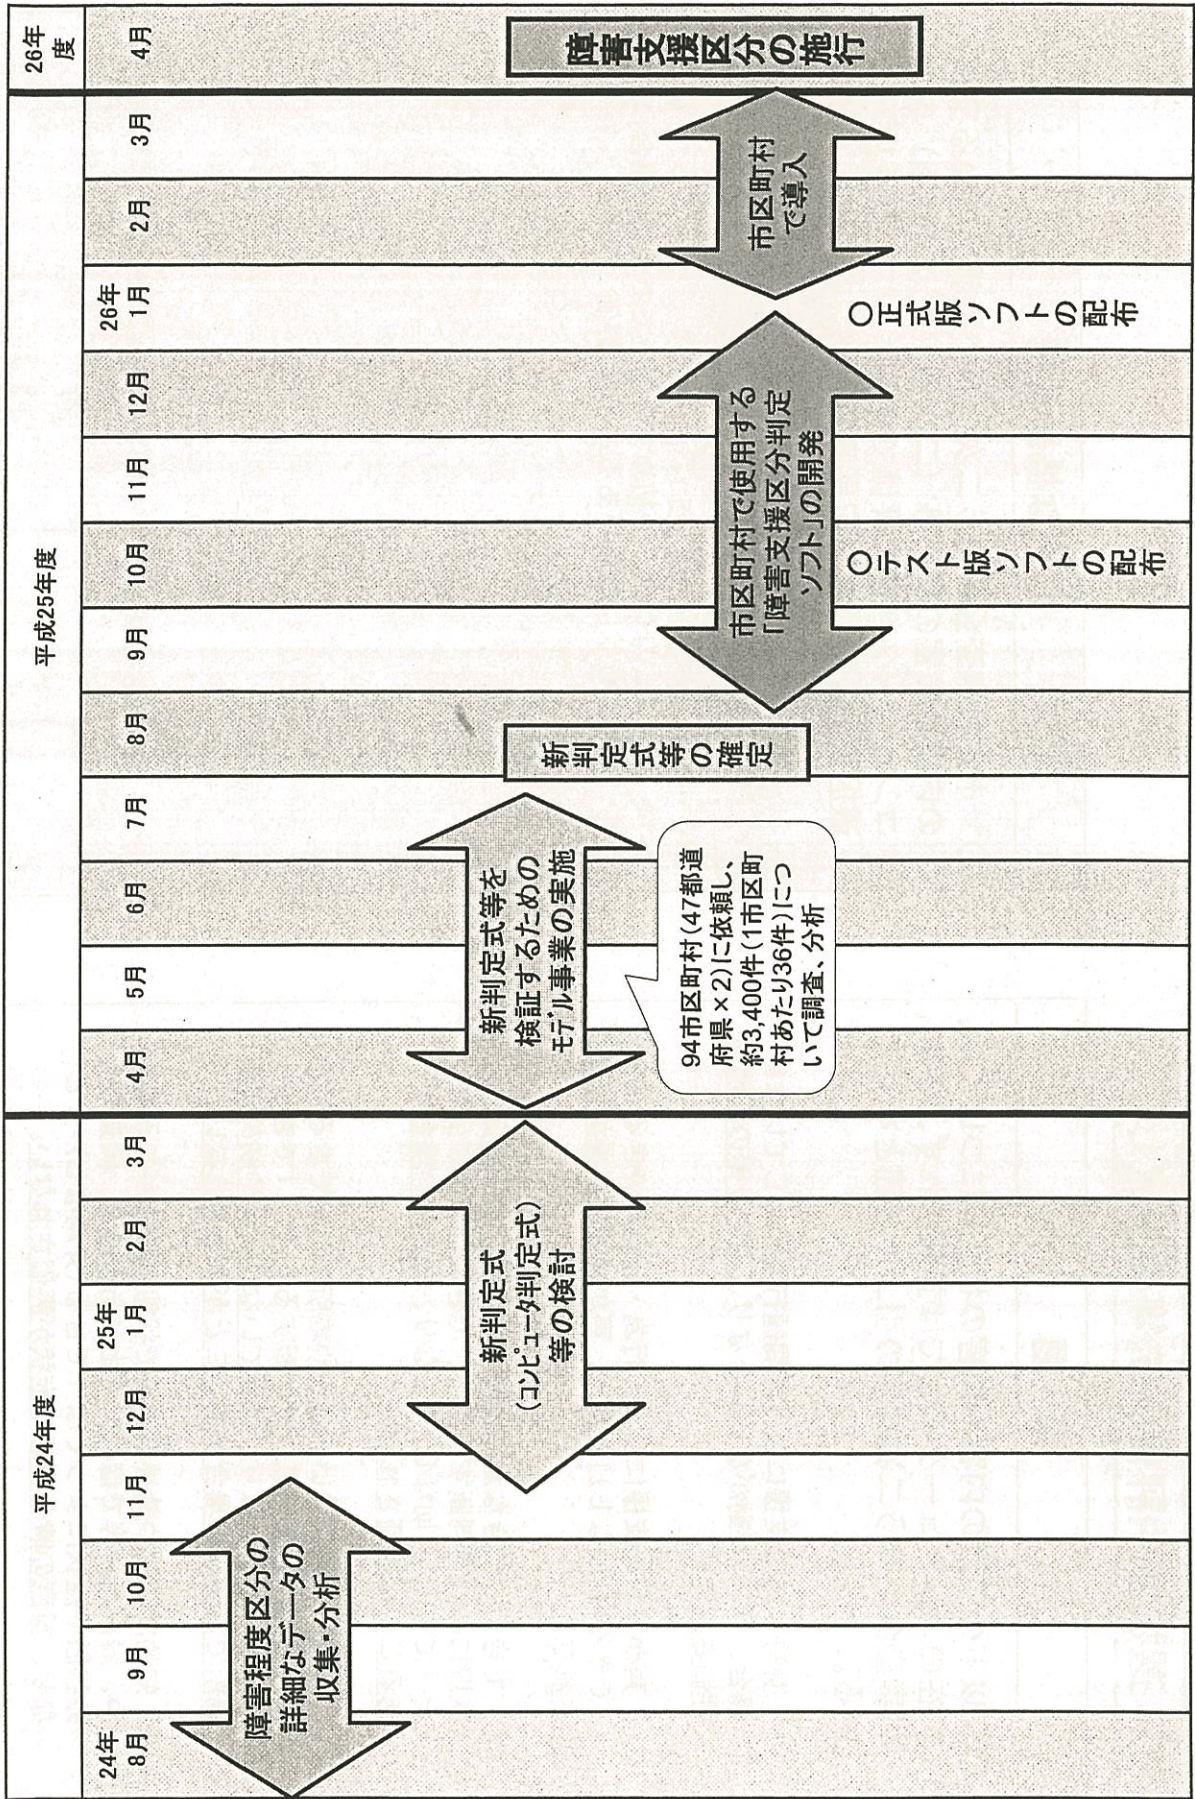 平成24年度
平成25年度
26年
度
24年
8月
9月
10月
11月
12月
25年
1月
2月
3月
4月
5月
6月
7月
8月
9月
10月
11月
12月
26年
1月
2月
3月
4月
障害程度区分の
詳細なデータの
収集・分析
新判定式
(コンピュータ判定式)
等の検討
新判定式等を
検証するための
モデル事業の実施
94市区町村(47都道
府県×2)に依頼し、
約3,400件(1市区町
村あたり36件)につ
いて調査、分析
新判定式等の確定
市区町村で使用する
「障害支援区分判定
ソフト」の開発
○テスト版ソフトの配布
○正式版ソフトの配布
市区町村
で導入
障害支援区分の施行